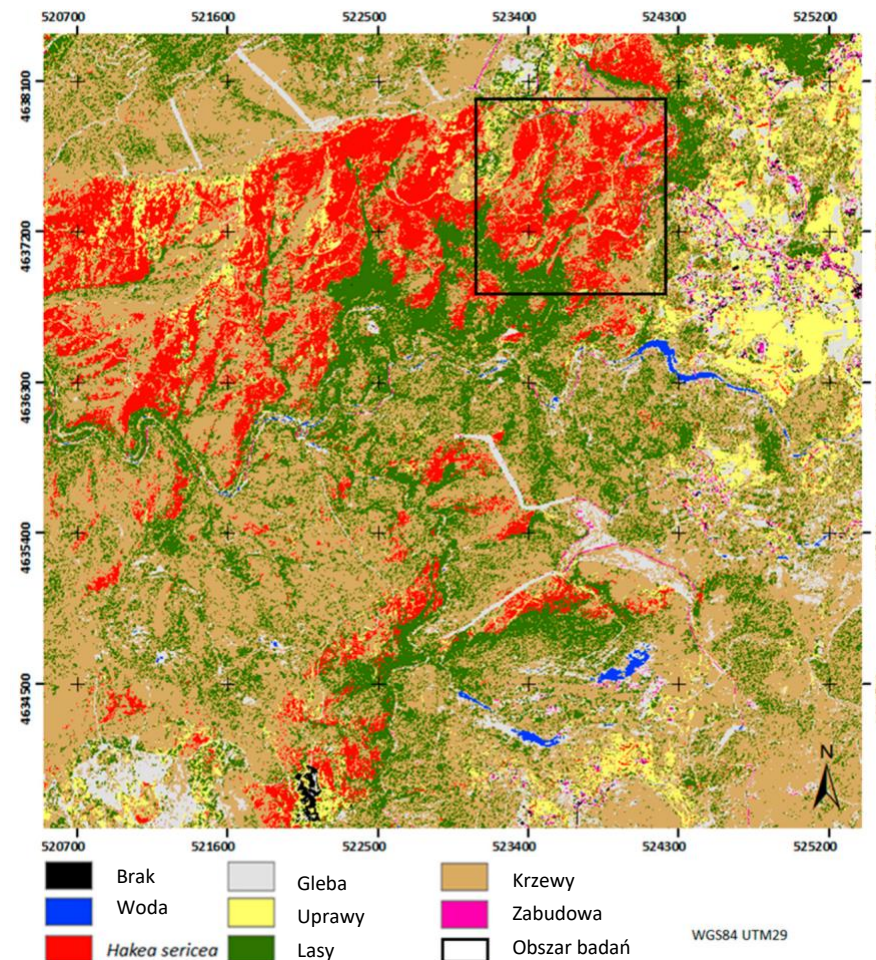 520700 521600 522500 523400 524300 525200
4638100
4637200
4636300
4635400
4634500
N
520700 521600 522500 523400 524300 525200
Brak Gleba Krzewy
Woda Uprawy Zabudowa
Hakea sericea Lasy Obszar badań
WGS84 UTM29